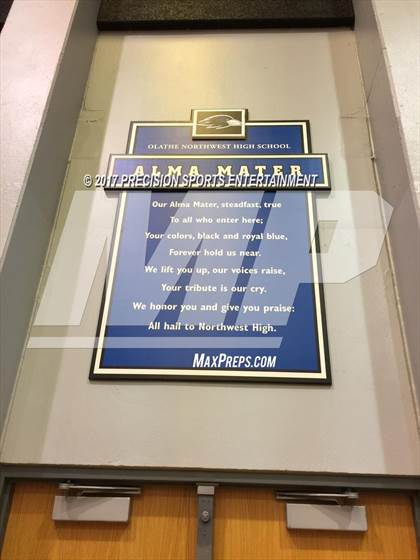 OLATHE NORTHWEST HIGH SCHOOL
ALMA MATER
© 2017 PRECISION SPORTS ENTERTAINMENT
Our Alma Mater, steadfast, true
To all who enter here;
Your colors, black and royal blue,
Forever hold us near.
We lift you up, our voices raise,
Your tribute is our cry.
We honor you and give you praise:
All hail to Northwest High.
MP
MAXPREPS.COM